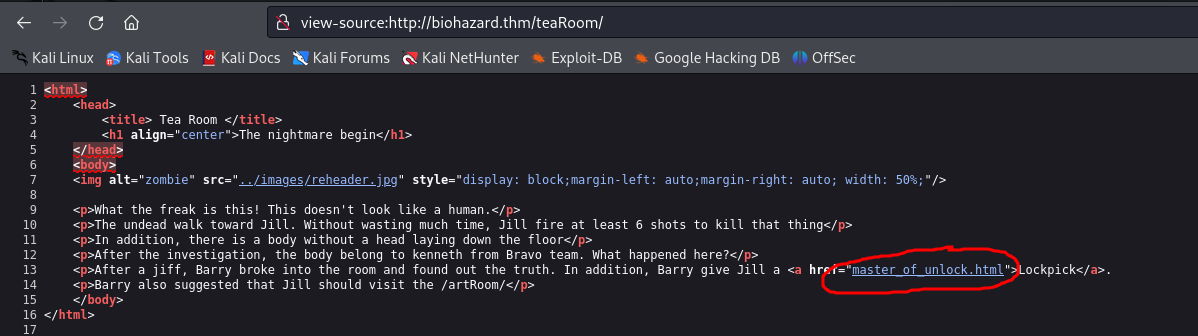 view-source:http://biohazard.thm/teaRoom/
Kali Linux Kali Tools Kali Docs Kali Forums Kali NetHunter Exploit-DB Google Hacking DB OffSec
1 <html>
2 <head>
3 <title> Tea Room </title>
4 <h1 align="center">The nightmare begin</h1>
5 </head>
6 <body>
7 <img alt="zombie" src="../images/reheader.jpg" style="display: block;margin-left: auto;margin-right: auto; width: 50%;"/>
8
9 <p>What the freak is this! This doesn't look like a human.</p>
10 <p>The undead walk toward Jill. Without wasting much time, Jill fire at least 6 shots to kill that thing</p>
11 <p>In addition, there is a body without a head laying down the floor</p>
12 <p>After the investigation, the body belong to kenneth from Bravo team. What happened here?</p>
13 <p>After a jiff, Barry broke into the room and found out the truth. In addition, Barry give Jill a <a href="master_of_unlock.html">Lockpick</a>.
14 <p>Barry also suggested that Jill should visit the /artRoom/</p>
15 </body>
16 </html>
17